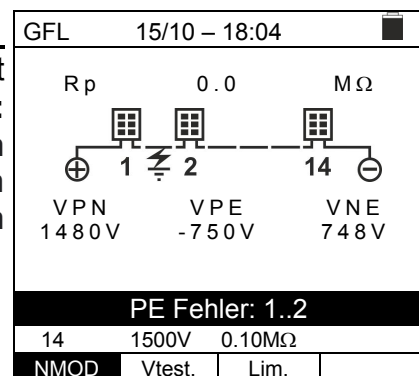 GFL 15/10 – 18:04
Rp 0.0 MΩ
1 2 14
VPN VPE VNE
1480V -750V 748V
PE Fehler: 1..2
14 1500V 0.10MΩ
NMOD Vtest. Lim.